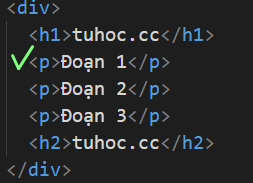 <div>
<h1>tuhoc.cc</h1>
<p>Đoạn 1</p>
<p>Đoạn 2</p>
<p>Đoạn 3</p>
<h2>tuhoc.cc</h2>
</div>